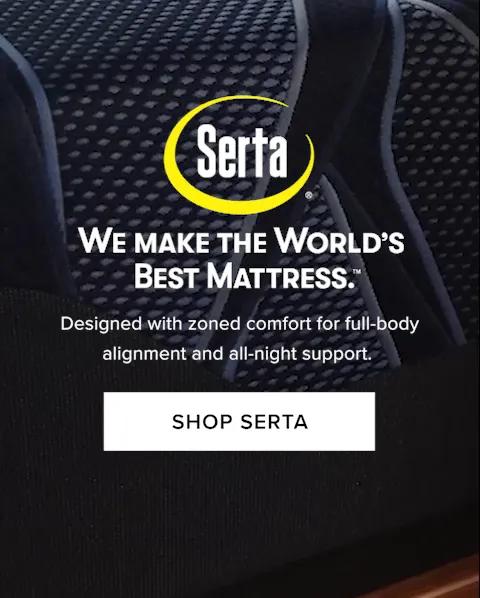 Serta®
WE MAKE THE WORLD'S
BEST MATTRESS.™
Designed with zoned comfort for full-body
alignment and all-night support.
SHOP SERTA